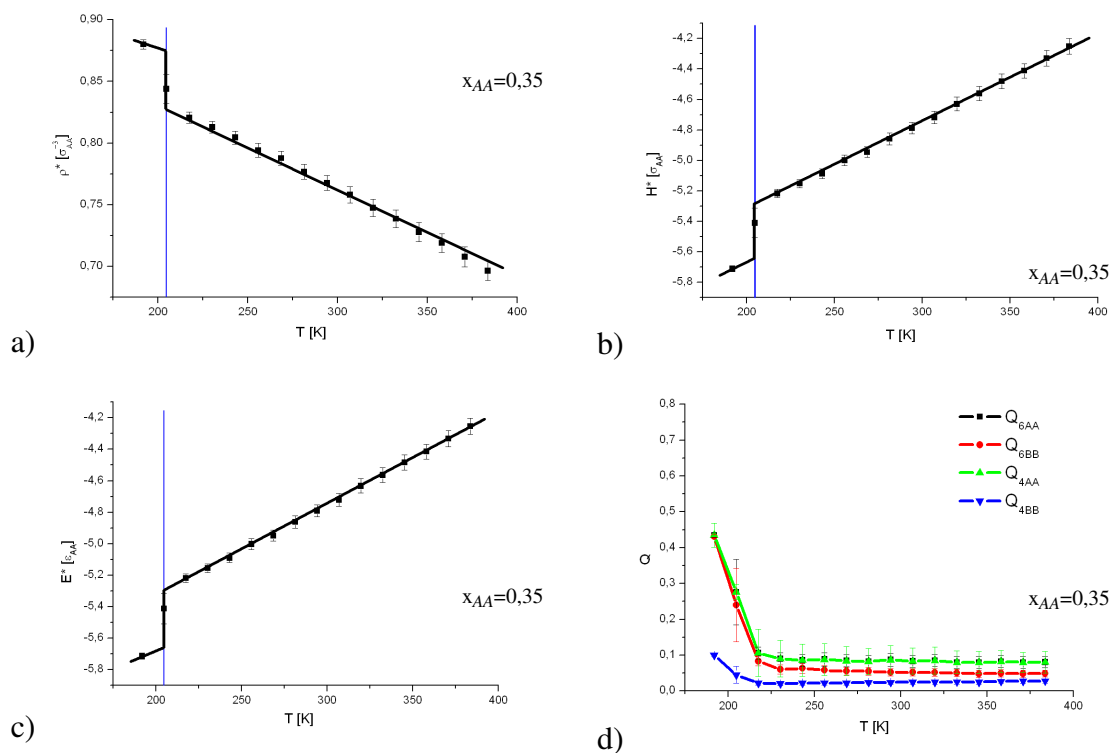 0,90
0,85
0,80
0,75
0,70
ρ* [σ⁻³AA]
xAA=0,35
200 250 300 350 400
T [K]
a)
-4,2
-4,4
-4,6
-4,8
-5,0
-5,2
-5,4
-5,6
-5,8
H* [σAA]
xAA=0,35
200 250 300 350 400
T [K]
b)
-4,2
-4,4
-4,6
-4,8
-5,0
-5,2
-5,4
-5,6
-5,8
E* [εAA]
xAA=0,35
200 250 300 350 400
T [K]
c)
0,8
0,7
0,6
0,5
0,4
0,3
0,2
0,1
0,0
Q
Q6AA
Q6BB
Q4AA
Q4BB
xAA=0,35
200 250 300 350 400
T [K]
d)